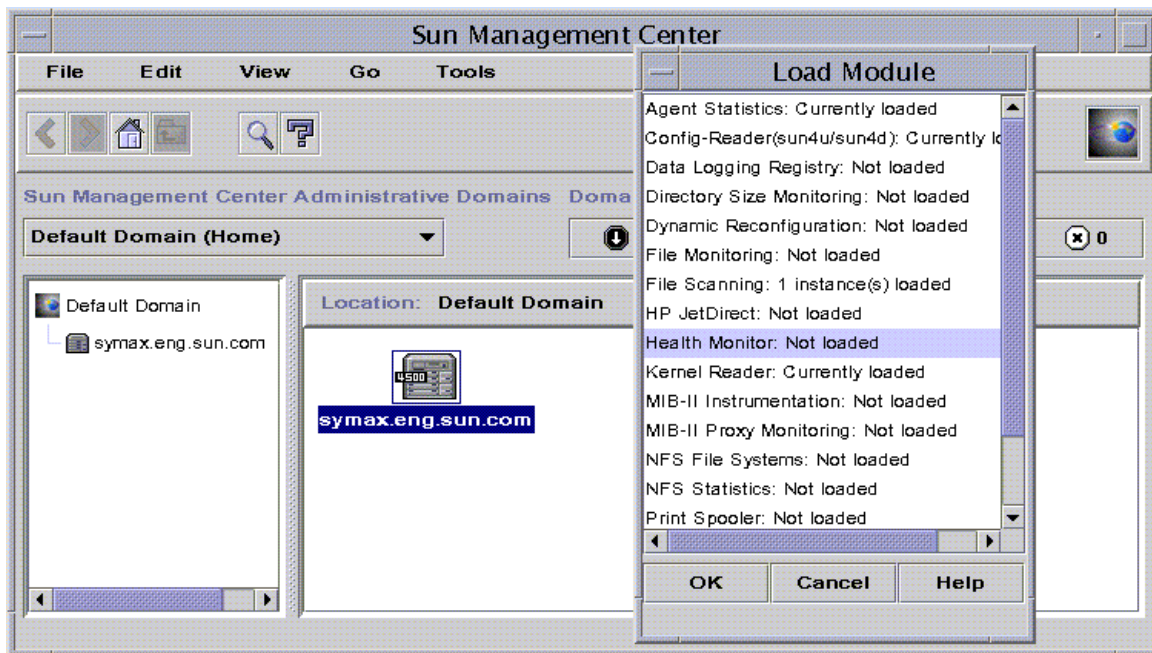 Sun Management Center
File Edit View Go Tools
Sun Management Center Administrative Domains Doma
Default Domain (Home)
0
Default Domain
symax.eng.sun.com
Location: Default Domain
4500
symax.eng.sun.com
Load Module
Agent Statistics: Currently loaded
Config-Reader(sun4u/sun4d): Currently lo
Data Logging Registry: Not loaded
Directory Size Monitoring: Not loaded
Dynamic Reconfiguration: Not loaded
File Monitoring: Not loaded
File Scanning: 1 instance(s) loaded
HP JetDirect: Not loaded
Health Monitor: Not loaded
Kernel Reader: Currently loaded
MIB-II Instrumentation: Not loaded
MIB-II Proxy Monitoring: Not loaded
NFS File Systems: Not loaded
NFS Statistics: Not loaded
Print Spooler: Not loaded
OK Cancel Help